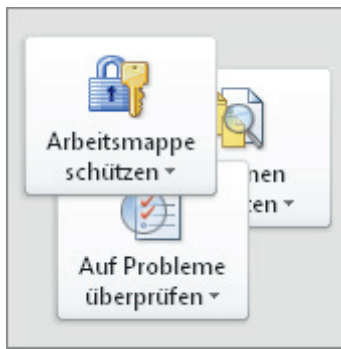 Arbeitsmappe
schützen
nen
ten
Auf Probleme
überprüfen